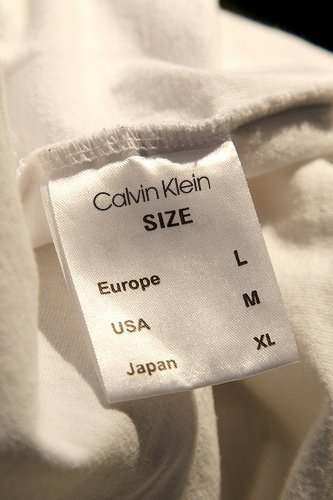 Calvin Klein
SIZE
Europe L
USA M
Japan XL